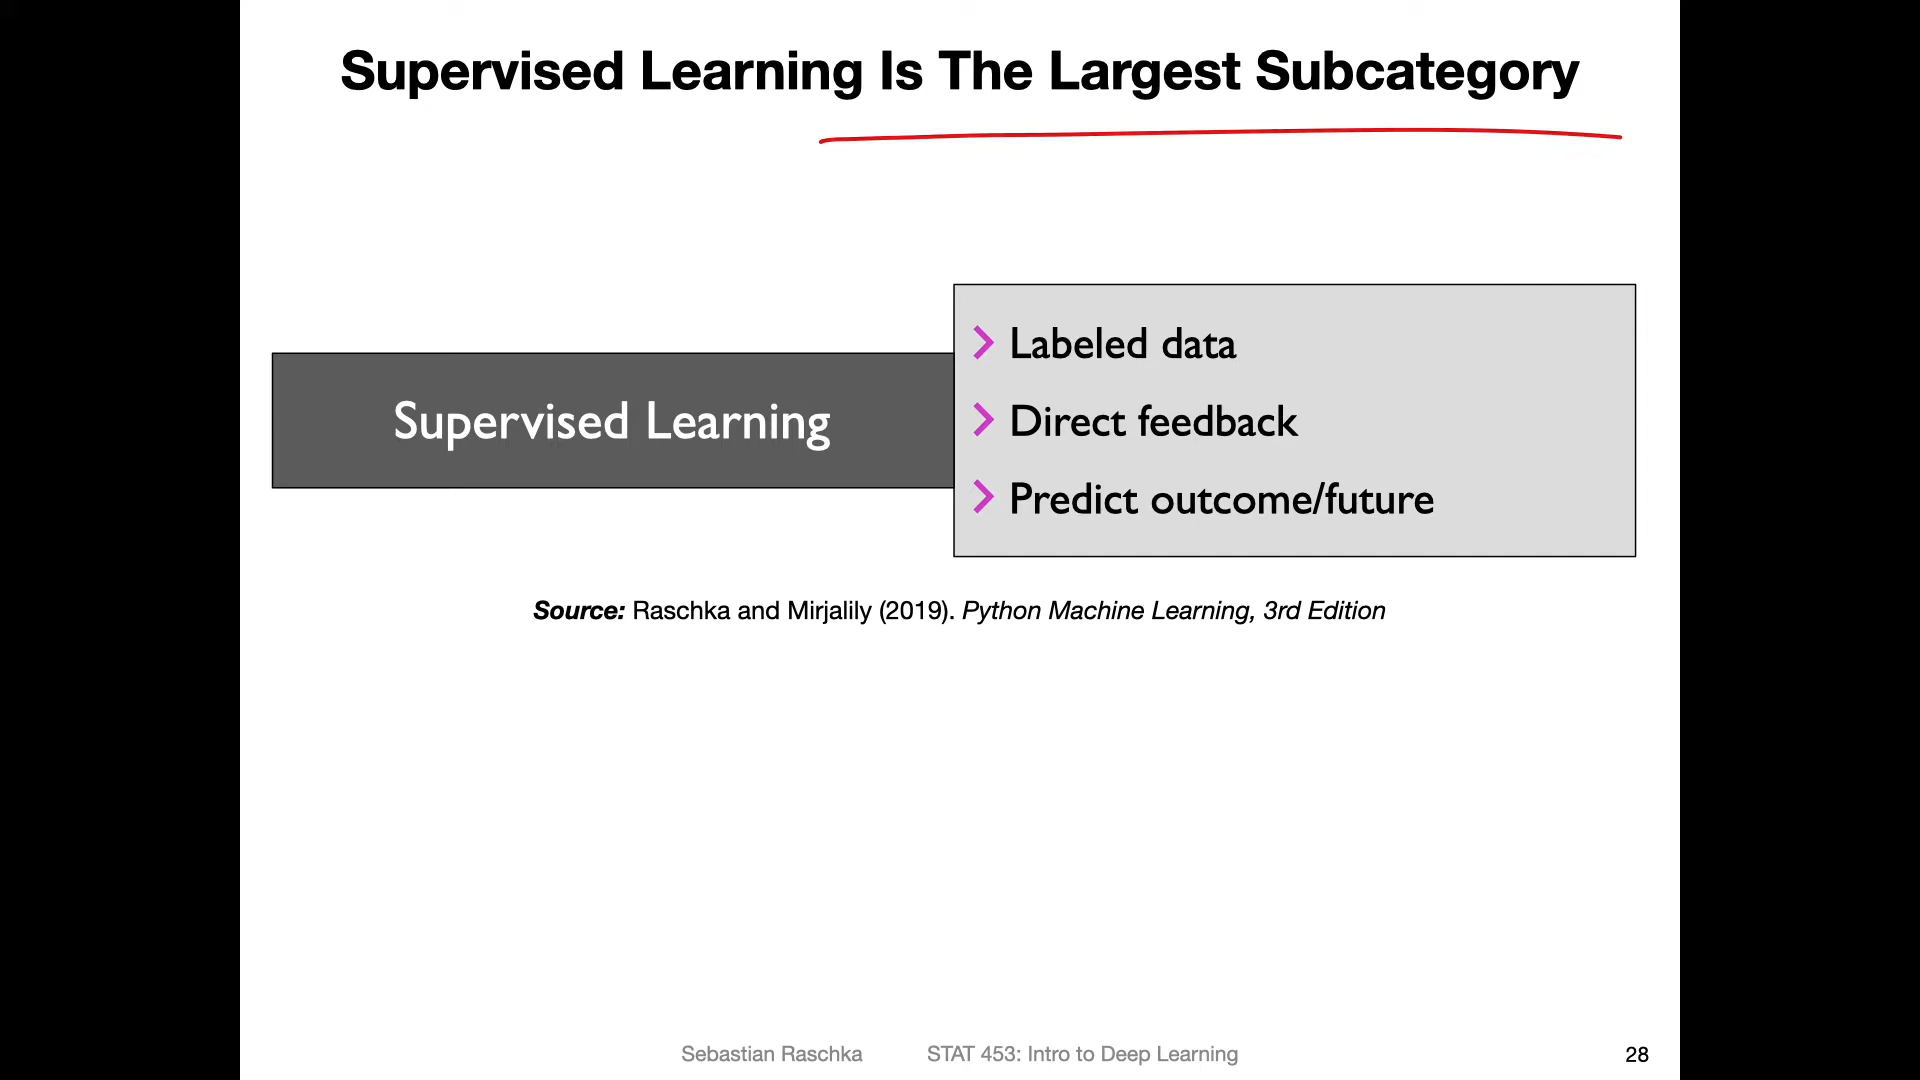 Supervised Learning Is The Largest Subcategory
Supervised Learning
Labeled data
Direct feedback
Predict outcome/future
Source: Raschka and Mirjalily (2019). Python Machine Learning, 3rd Edition
Sebastian Raschka STAT 453: Intro to Deep Learning 28